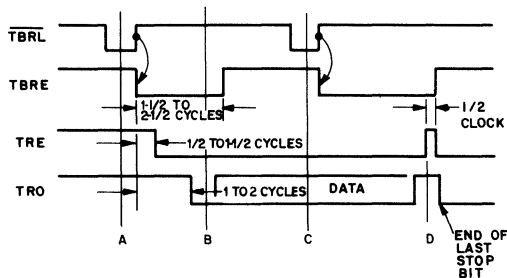 TBRL
TBRE
1-1/2 TO
2-1/2 CYCLES
1/2
CLOCK
TRE
1/2 TO 1-1/2 CYCLES
TRO
1 TO 2 CYCLES
DATA
A
B
C
D
END OF
LAST
STOP
BIT